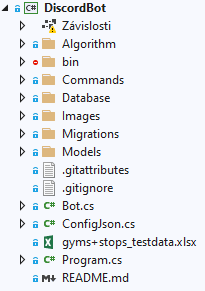 DiscordBot
Závislosti
Algorithm
bin
Commands
Database
Images
Migrations
Models
.gitattributes
.gitignore
C# Bot.cs
ConfigJson.cs
gyms+stops_testdata.xlsx
C# Program.cs
README.md